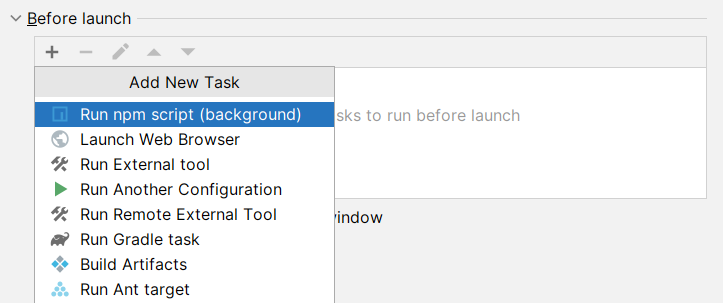 Before launch
Add New Task
Run npm script (background)
sks to run before launch
Launch Web Browser
Run External tool
Run Another Configuration
Run Remote External Tool
window
Run Gradle task
Build Artifacts
Run Ant target